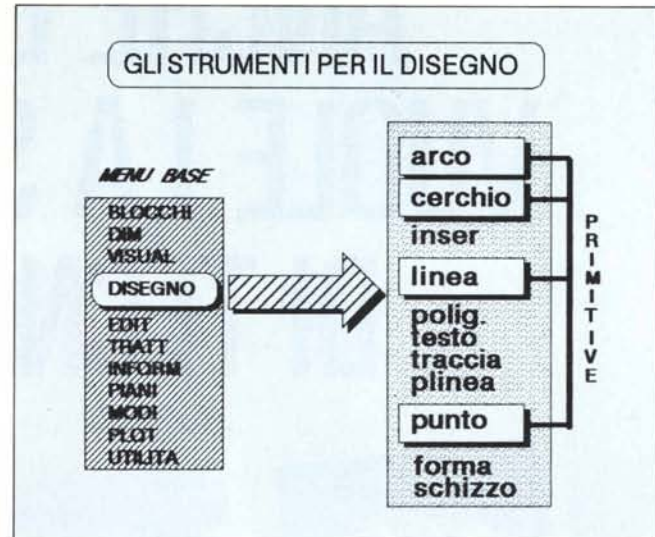 GLI STRUMENTI PER IL DISEGNO
MENU BASE
BLOCCHI
DIM
VISUAL
DISEGNO
EDIT
TRATT
INFORM
PIANI
MODI
PLOT
UTILITA
arco
cerchio
inser
linea
polig.
testo
traccia
plinea
punto
forma
schizzo
PRIMITIVE